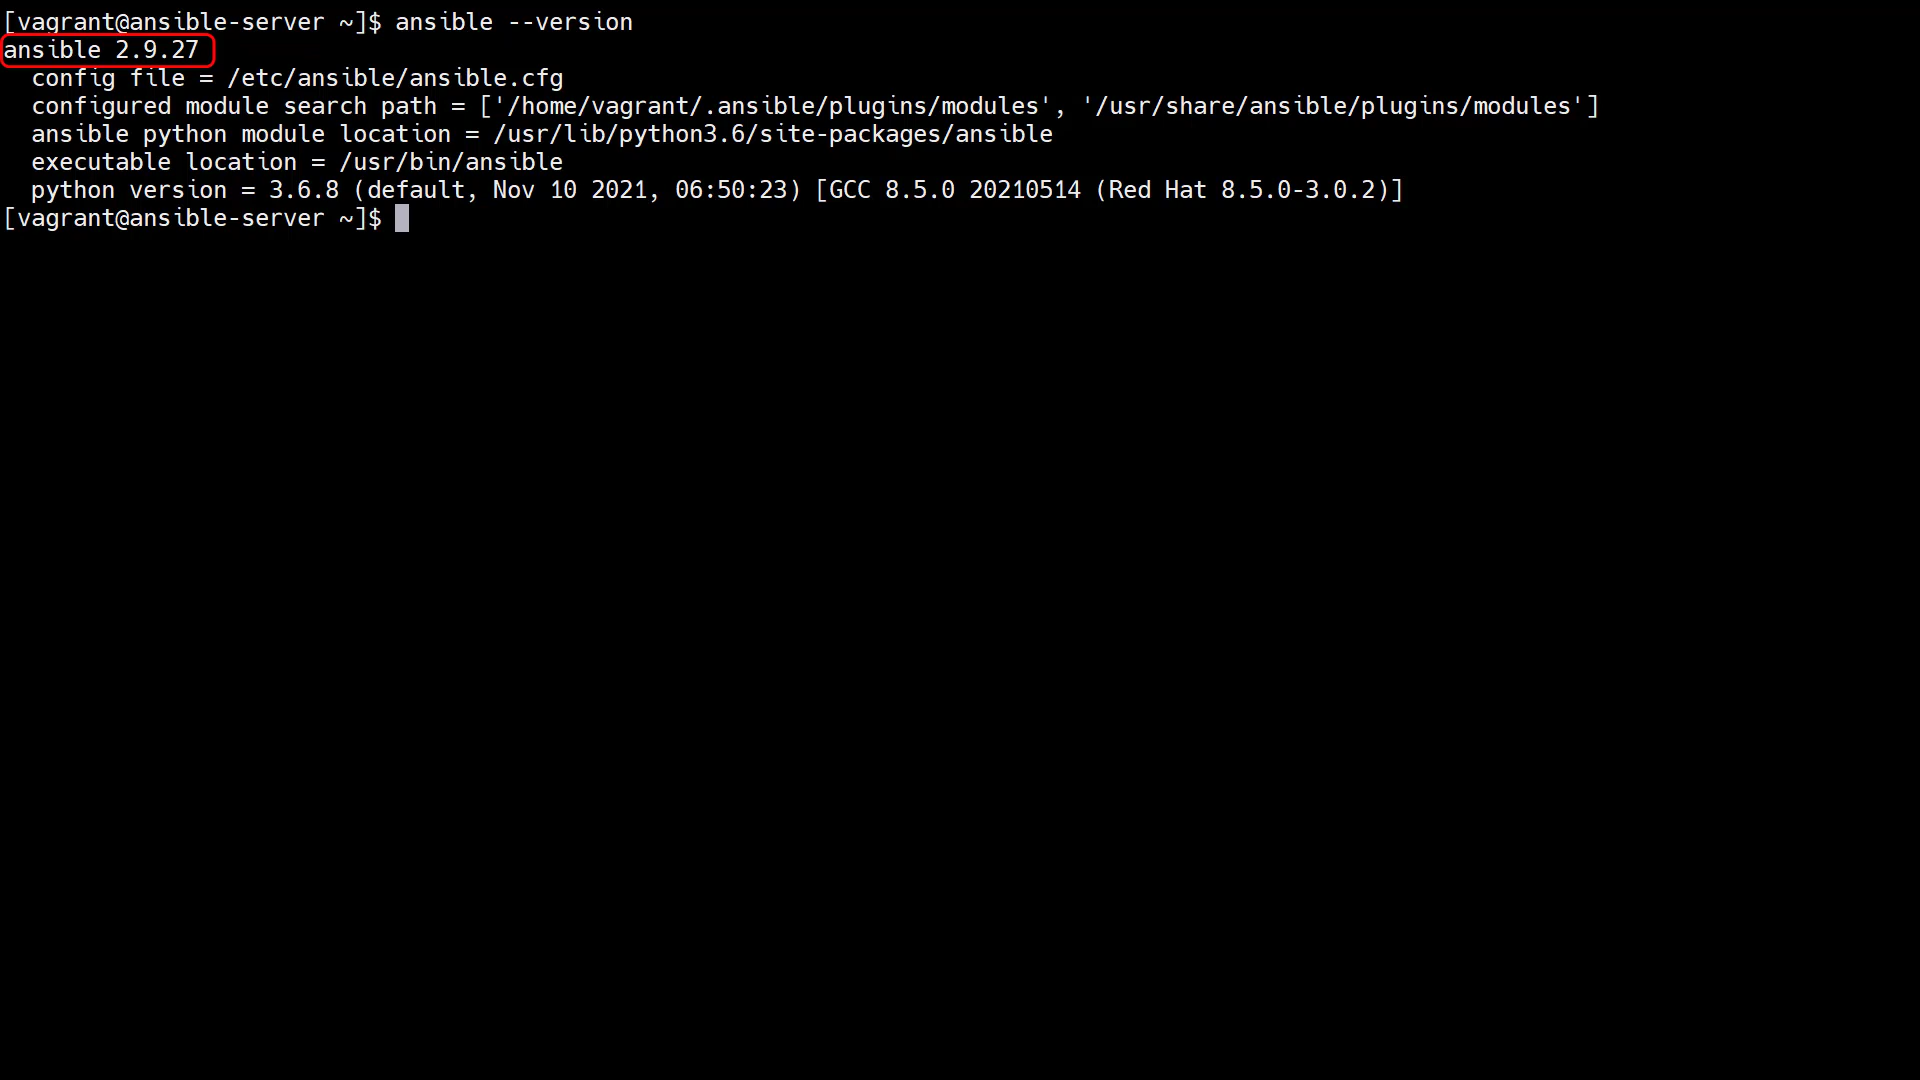 [vagrant@ansible-server ~]$ ansible --version
ansible 2.9.27
  config file = /etc/ansible/ansible.cfg
  configured module search path = ['/home/vagrant/.ansible/plugins/modules', '/usr/share/ansible/plugins/modules']
  ansible python module location = /usr/lib/python3.6/site-packages/ansible
  executable location = /usr/bin/ansible
  python version = 3.6.8 (default, Nov 10 2021, 06:50:23) [GCC 8.5.0 20210514 (Red Hat 8.5.0-3.0.2)]
[vagrant@ansible-server ~]$